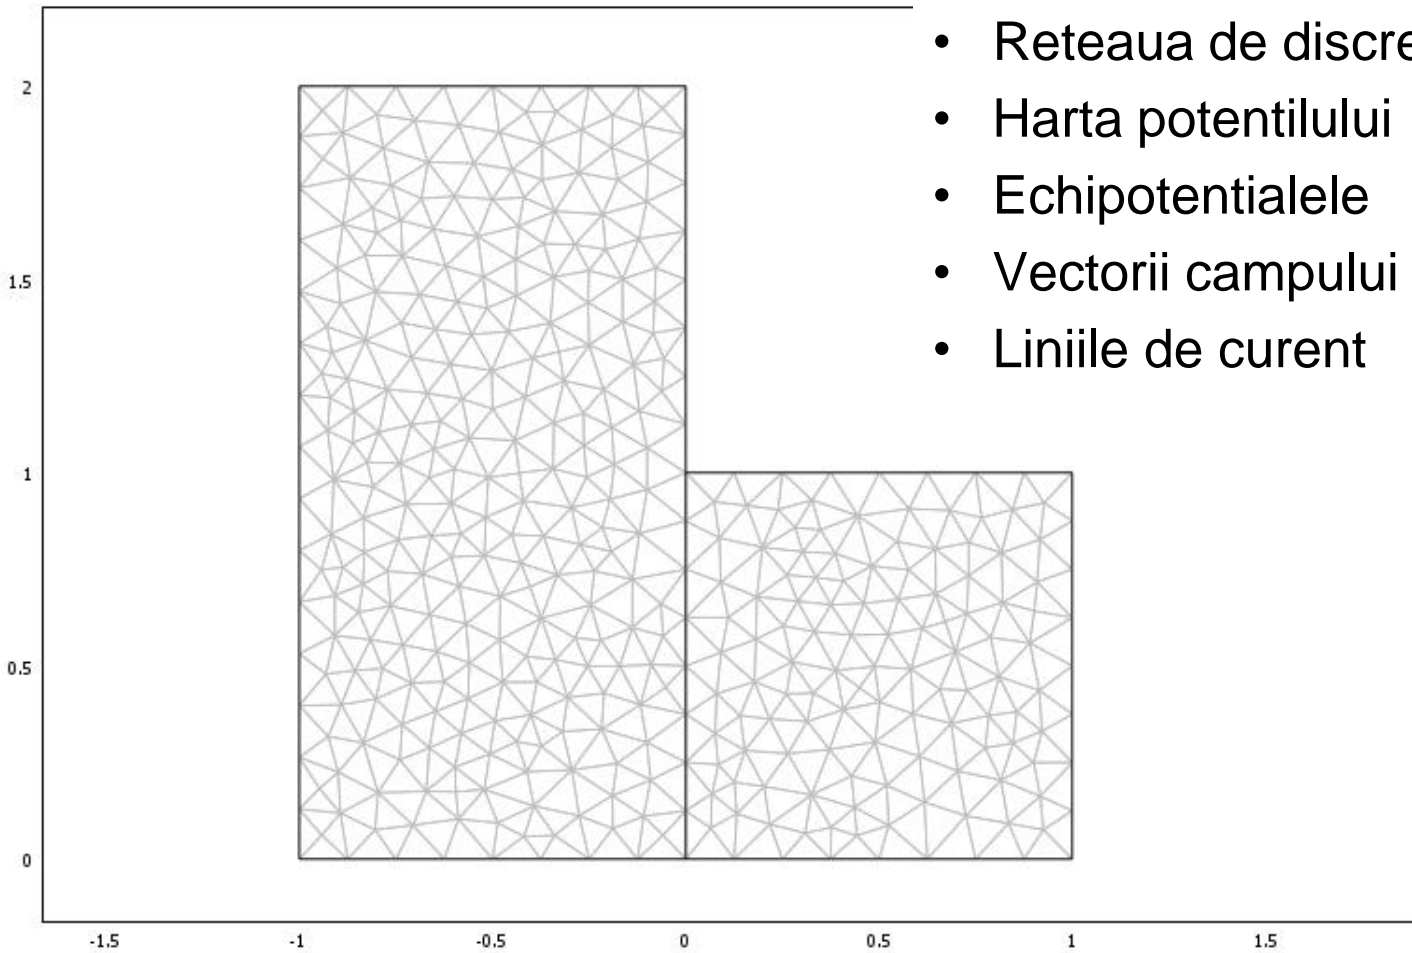 • Reteaua de discre
• Harta potentilului
• Echipotentialele
• Vectorii campului
• Liniile de curent
2
1.5
1
0.5
0
-1.5 -1 -0.5 0 0.5 1 1.5